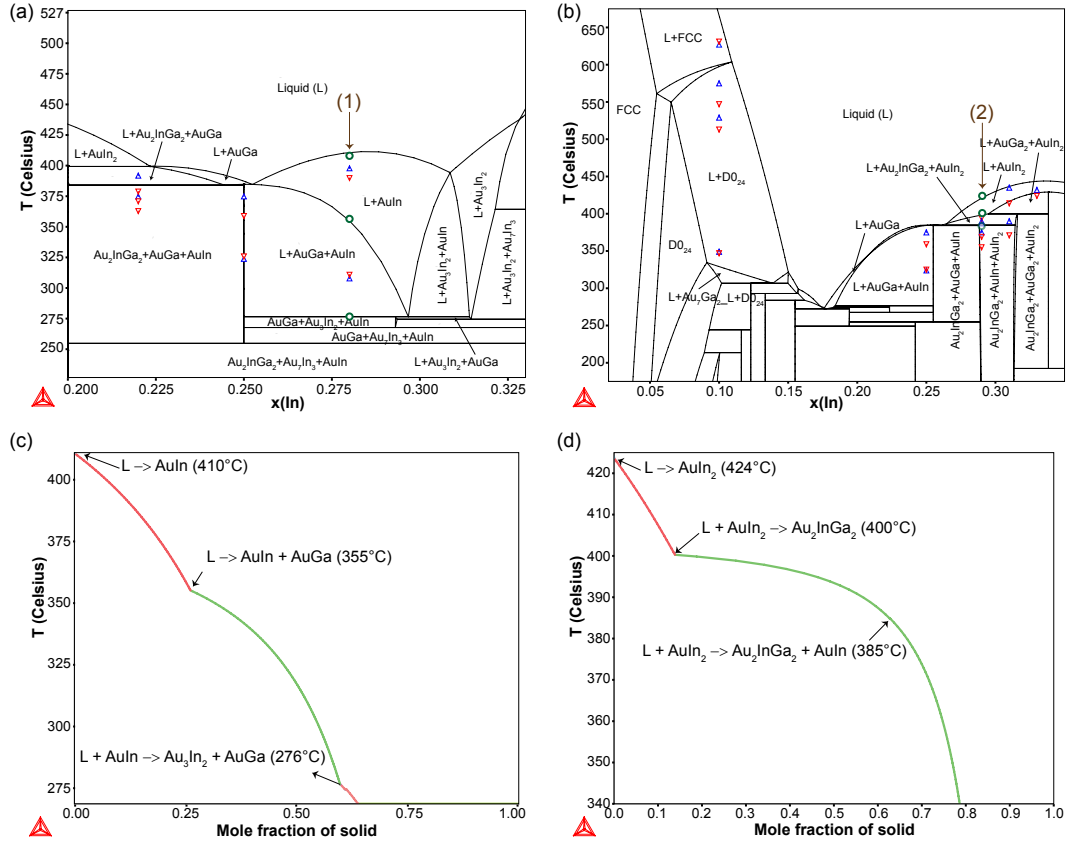 (a)
527
500
475
450
425
400
375
350
325
300
275
250
T (Celsius)
(1)
Liquid (L)
L+Au₂InGa₂+AuGa
L+AuIn₂
L+AuGa
L+AuIn
L+Au₃In₂
Au₂InGa₂+AuGa+AuIn
L+AuGa+AuIn
L+Au₃In₂+AuIn
L+Au₃In₂+Au₇In₃
AuGa+Au₃In₂+AuIn
AuGa+Au₇In₃+AuIn
Au₂InGa₂+Au₇In₃+AuIn
L+Au₃In₂+AuGa
0.200 0.225 0.250 0.275 0.300 0.325
x(In)
(b)
650
600
550
500
450
400
350
300
250
200
T (Celsius)
L+FCC
FCC
Liquid (L)
(2)
L+AuGa₂+AuIn₂
L+Au₂InGa₂+AuIn₂
L+AuIn₂
L+D0₂₄
L+AuGa
D0₂₄
L+Au₇Ga₂
L+D0₂₄
L+AuGa+AuIn
Au₂InGa₂+AuGa+AuIn
Au₂InGa₂+AuIn+AuIn₂
Au₂InGa₂+AuGa₂+AuIn₂
0.05 0.10 0.15 0.20 0.25 0.30
x(In)
(c)
400
375
350
325
300
275
T (Celsius)
L –> AuIn (410°C)
L –> AuIn + AuGa (355°C)
L + AuIn –> Au₃In₂ + AuGa (276°C)
0.00 0.25 0.50 0.75 1.00
Mole fraction of solid
(d)
420
410
400
390
380
370
360
350
340
T (Celsius)
L –> AuIn₂ (424°C)
L + AuIn₂ –> Au₂InGa₂ (400°C)
L + AuIn₂ –> Au₂InGa₂ + AuIn (385°C)
0.0 0.1 0.2 0.3 0.4 0.5 0.6 0.7 0.8 0.9 1.0
Mole fraction of solid